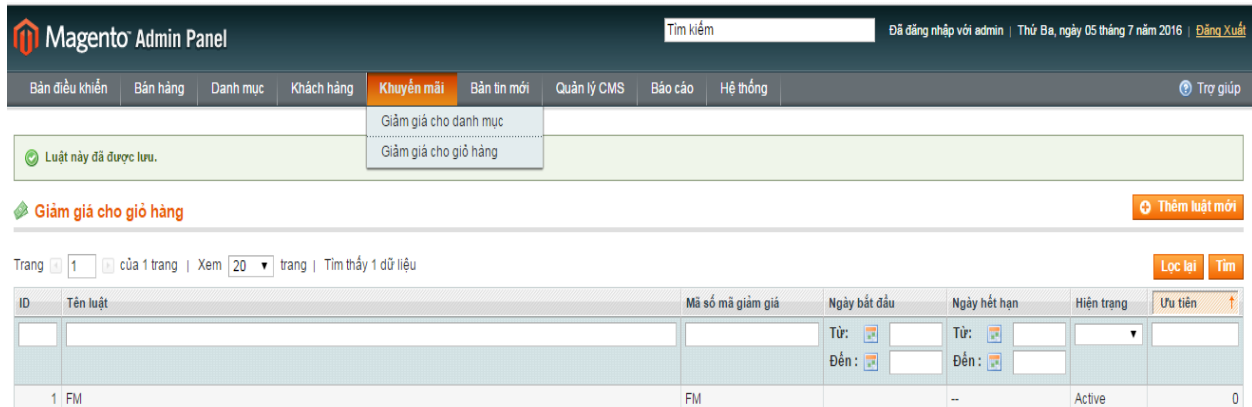 Magento Admin Panel
Tìm kiếm
Đã đăng nhập với admin | Thứ Ba, ngày 05 tháng 7 năm 2016 | Đăng Xuất
Bản điều khiển Bán hàng Danh mục Khách hàng Khuyến mãi Bản tin mới Quản lý CMS Báo cáo Hệ thống Trợ giúp
Giảm giá cho danh mục
Giảm giá cho giỏ hàng
Luật này đã được lưu.
Giảm giá cho giỏ hàng Thêm luật mới
Trang 1 của 1 trang | Xem 20 trang | Tìm thấy 1 dữ liệu Lọc lại Tìm
ID Tên luật Mã số mã giảm giá Ngày bắt đầu Ngày hết hạn Hiện trạng Ưu tiên
Từ: Từ:
Đến : Đến :
1 FM FM -- Active 0